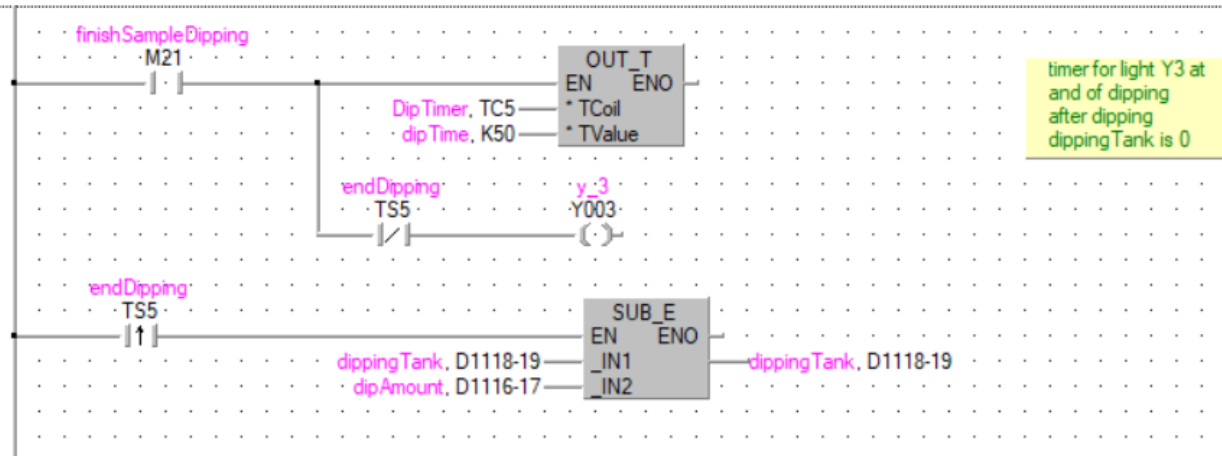 finishSampleDipping
M21
OUT_T
EN ENO
DipTimer, TC5 * TCoil
dipTime, K50 * TValue
timer for light Y3 at
and of dipping
after dipping
dippingTank is 0
endDipping y_3
TS5 Y003
endDipping
TS5
SUB_E
EN ENO
dippingTank, D1118-19 _IN1 dippingTank, D1118-19
dipAmount, D1116-17 _IN2